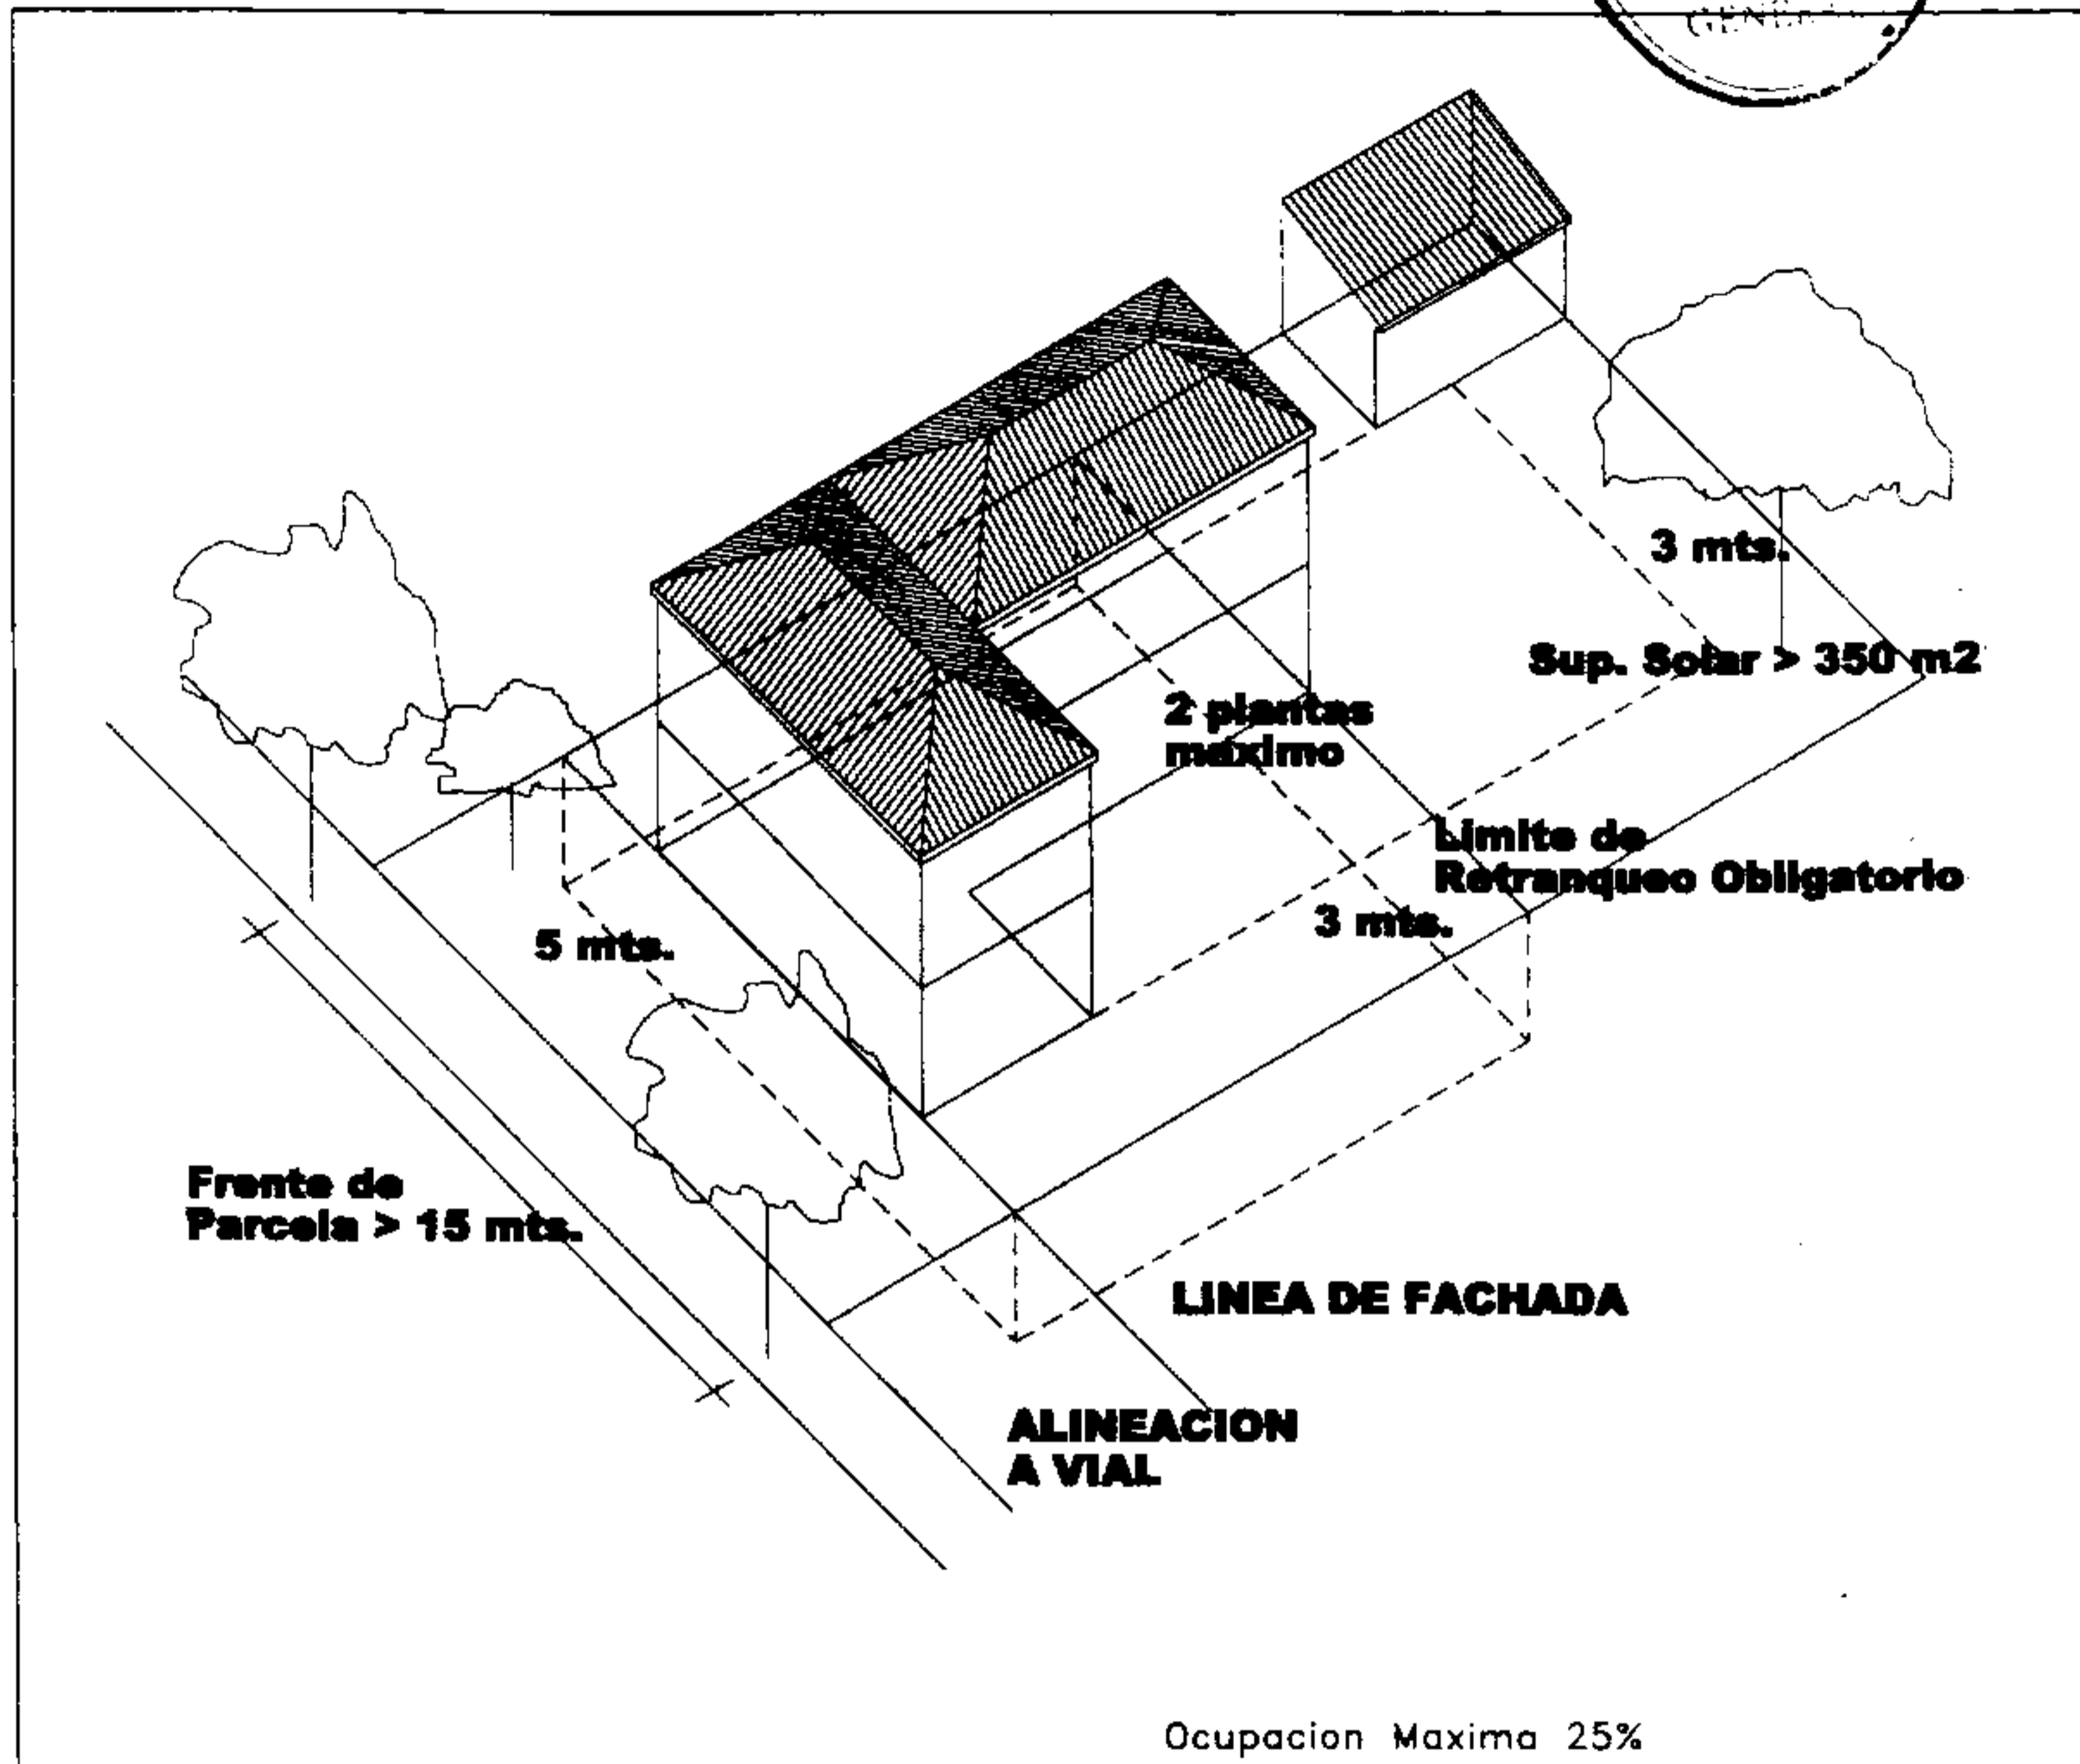 3 mts.
Sup. Solar > 350 m2
2 plantas
máximo
Limite de
Retranqueo Obligatorio
3 mts.
5 mts.
Frente de
Parcela > 15 mts.
LINEA DE FACHADA
ALINEACION
A VIAL
Ocupacion Maxima 25%